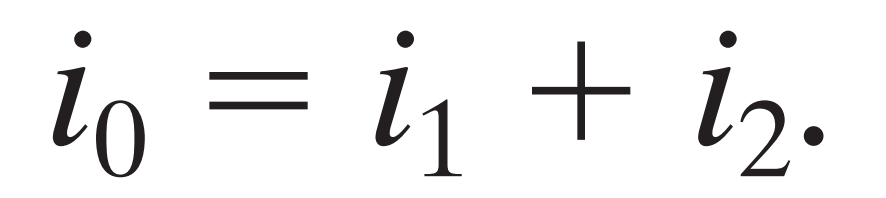 i₀ = i₁ + i₂.